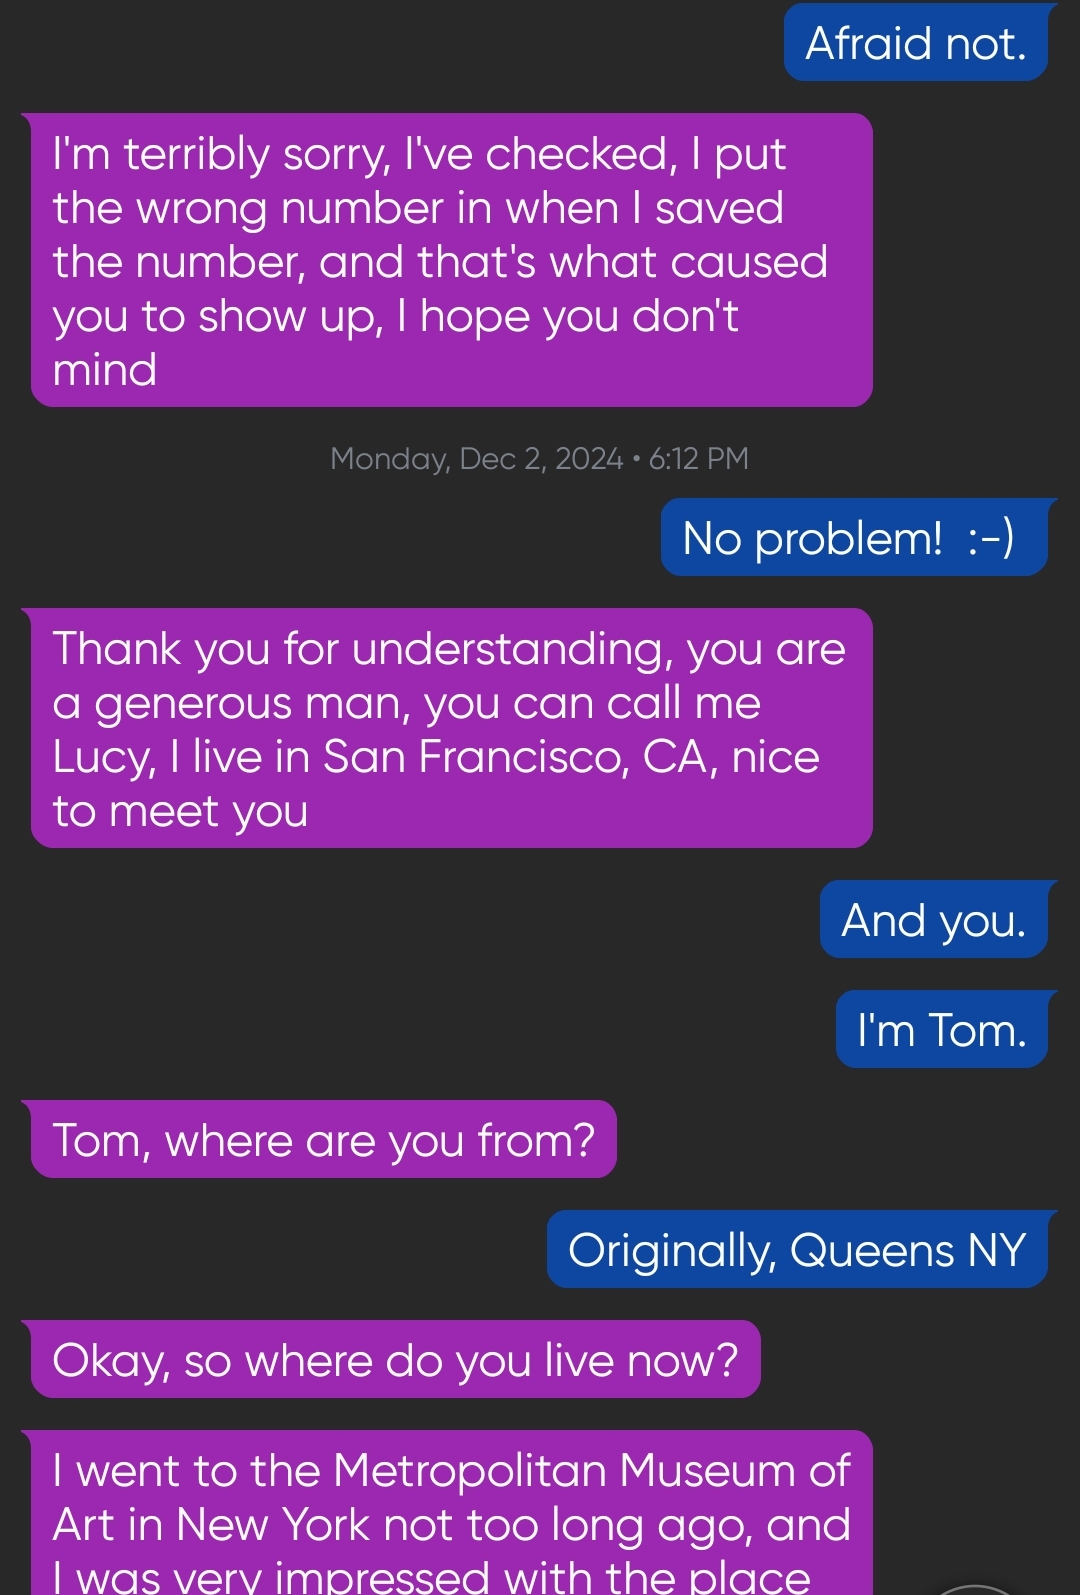 Afraid not.
I'm terribly sorry, I've checked, I put
the wrong number in when I saved
the number, and that's what caused
you to show up, I hope you don't
mind
Monday, Dec 2, 2024 • 6:12 PM
No problem!  :-)
Thank you for understanding, you are
a generous man, you can call me
Lucy, I live in San Francisco, CA, nice
to meet you
And you.
I'm Tom.
Tom, where are you from?
Originally, Queens NY
Okay, so where do you live now?
I went to the Metropolitan Museum of
Art in New York not too long ago, and
I was very impressed with the place